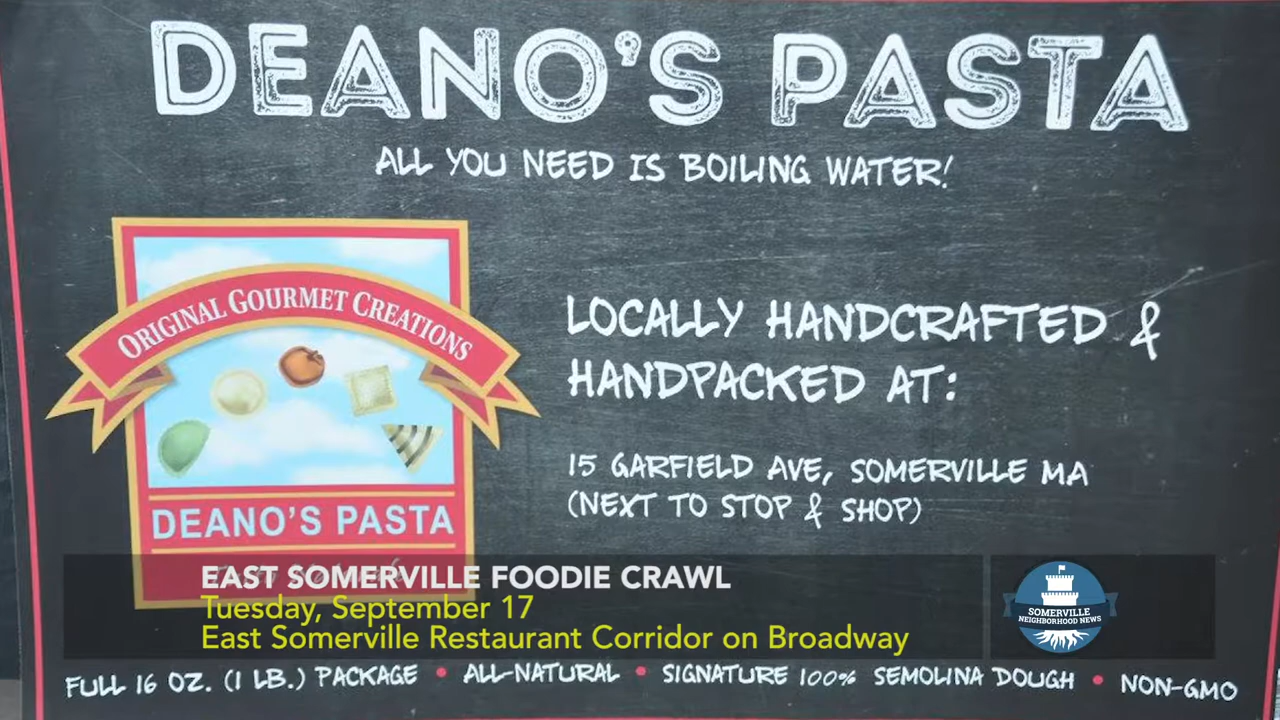 DEANO'S PASTA
ALL YOU NEED IS BOILING WATER!
ORIGINAL GOURMET CREATIONS
DEANO'S PASTA
LOCALLY HANDCRAFTED &
HANDPACKED AT:
15 GARFIELD AVE, SOMERVILLE MA
(NEXT TO STOP & SHOP)
EAST SOMERVILLE FOODIE CRAWL
Tuesday, September 17
East Somerville Restaurant Corridor on Broadway
SOMERVILLE
NEIGHBORHOOD NEWS
FULL 16 OZ. (1 LB.) PACKAGE • ALL-NATURAL • SIGNATURE 100% SEMOLINA DOUGH • NON-GMO